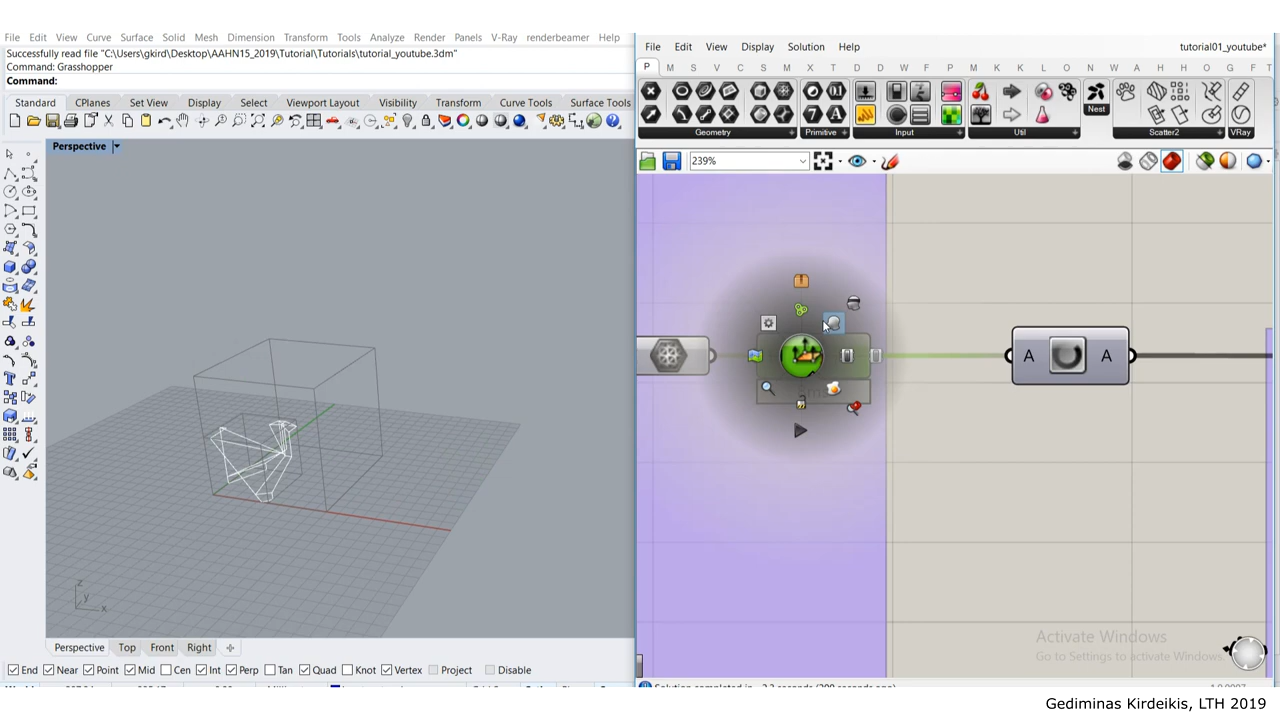 File Edit View Curve Surface Solid Mesh Dimension Transform Tools Analyze Render Panels V-Ray renderbeamer Help
Successfully read file "C:\Users\gkird\Desktop\AAHN15_2019\Tutorial\Tutorials\tutorial_youtube.3dm"
Command: Grasshopper
Command:
Standard CPlanes Set View Display Select Viewport Layout Visibility Transform Curve Tools Surface Tools
Perspective
z
y
x
Perspective Top Front Right
End Near Point Mid Cen Int Perp Tan Quad Knot Vertex Project Disable
File Edit View Display Solution Help
tutorial01_youtube*
P M S V C S M I X T D D W F P M K K L O N W A H H O G F T
Nest
Geometry Primitive Input Util Scatter2 VRay
239%
A A
Activate Windows
Go to Settings to activate Windows.
Gediminas Kirdeikis, LTH 2019